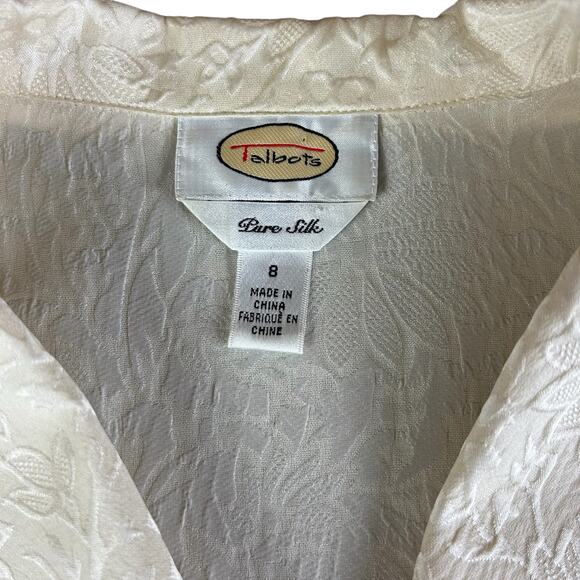 Talbots
Pure Silk
8
MADE IN
CHINA
FABRIQUÉ EN
CHINE